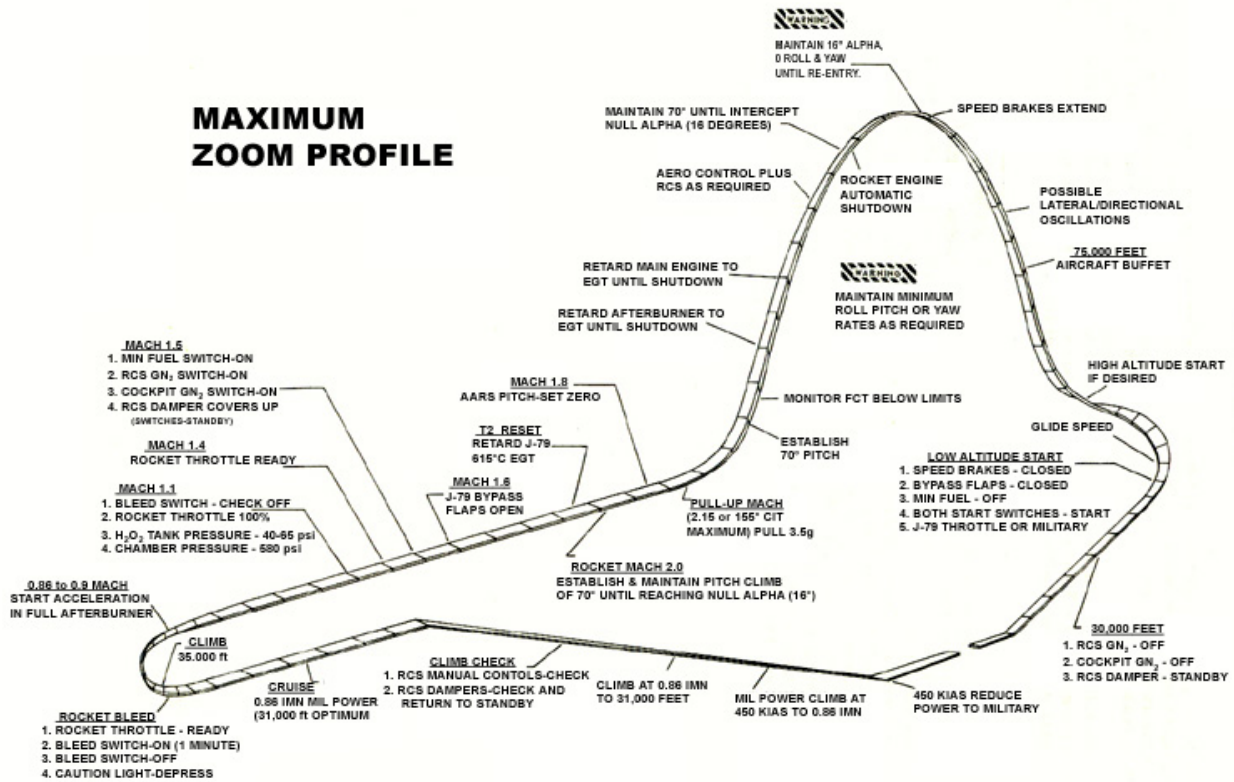 WARNING
MAINTAIN 16° ALPHA,
0 ROLL & YAW
UNTIL RE-ENTRY.
MAXIMUM
ZOOM PROFILE
MAINTAIN 70° UNTIL INTERCEPT
NULL ALPHA (16 DEGREES)
SPEED BRAKES EXTEND
AERO CONTROL PLUS
RCS AS REQUIRED
ROCKET ENGINE
AUTOMATIC
SHUTDOWN
POSSIBLE
LATERAL/DIRECTIONAL
OSCILLATIONS
75,000 FEET
AIRCRAFT BUFFET
RETARD MAIN ENGINE TO
EGT UNTIL SHUTDOWN
WARNING
MAINTAIN MINIMUM
ROLL PITCH OR YAW
RATES AS REQUIRED
RETARD AFTERBURNER TO
EGT UNTIL SHUTDOWN
MACH 1.5
1. MIN FUEL SWITCH-ON
2. RCS GN₂ SWITCH-ON
3. COCKPIT GN₂ SWITCH-ON
4. RCS DAMPER COVERS UP
(SWITCHES-STANDBY)
HIGH ALTITUDE START
IF DESIRED
MACH 1.8
AARS PITCH-SET ZERO
MONITOR FCT BELOW LIMITS
T2 RESET
RETARD J-79
615°C EGT
ESTABLISH
70° PITCH
GLIDE SPEED
MACH 1.4
ROCKET THROTTLE READY
LOW ALTITUDE START
1. SPEED BRAKES - CLOSED
2. BYPASS FLAPS - CLOSED
3. MIN FUEL - OFF
4. BOTH START SWITCHES - START
5. J-79 THROTTLE OR MILITARY
MACH 1.6
J-79 BYPASS
FLAPS OPEN
MACH 1.1
1. BLEED SWITCH - CHECK OFF
2. ROCKET THROTTLE 100%
3. H₂O₂ TANK PRESSURE - 40-65 psi
4. CHAMBER PRESSURE - 580 psi
PULL-UP MACH
(2.15 or 155° CIT
MAXIMUM) PULL 3.5g
ROCKET MACH 2.0
ESTABLISH & MAINTAIN PITCH CLIMB
OF 70° UNTIL REACHING NULL ALPHA (16°)
0.86 to 0.9 MACH
START ACCELERATION
IN FULL AFTERBURNER
CLIMB
35.000 ft
30,000 FEET
1. RCS GN₂ - OFF
2. COCKPIT GN₂ - OFF
3. RCS DAMPER - STANDBY
CRUISE
0.86 IMN MIL POWER
(31,000 ft OPTIMUM
CLIMB CHECK
1. RCS MANUAL CONTOLS-CHECK
2. RCS DAMPERS-CHECK AND
RETURN TO STANDBY
CLIMB AT 0.86 IMN
TO 31,000 FEET
MIL POWER CLIMB AT
450 KIAS TO 0.86 IMN
450 KIAS REDUCE
POWER TO MILITARY
ROCKET BLEED
1. ROCKET THROTTLE - READY
2. BLEED SWITCH-ON (1 MINUTE)
3. BLEED SWITCH-OFF
4. CAUTION LIGHT-DEPRESS